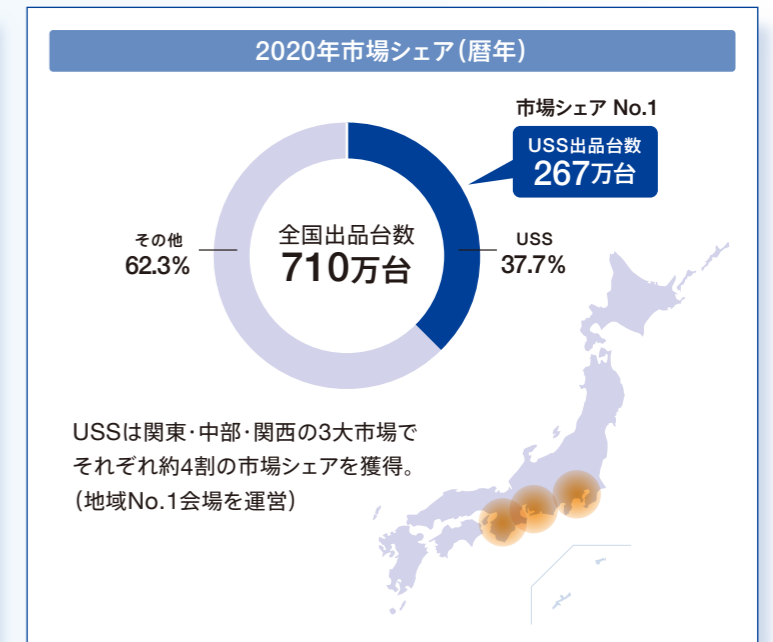 2020年市場シェア（暦年）
市場シェア No.1
USS出品台数
267万台
全国出品台数
710万台
その他
62.3%
USS
37.7%
USSは関東・中部・関西の3大市場で
それぞれ約4割の市場シェアを獲得。
（地域No.1会場を運営）